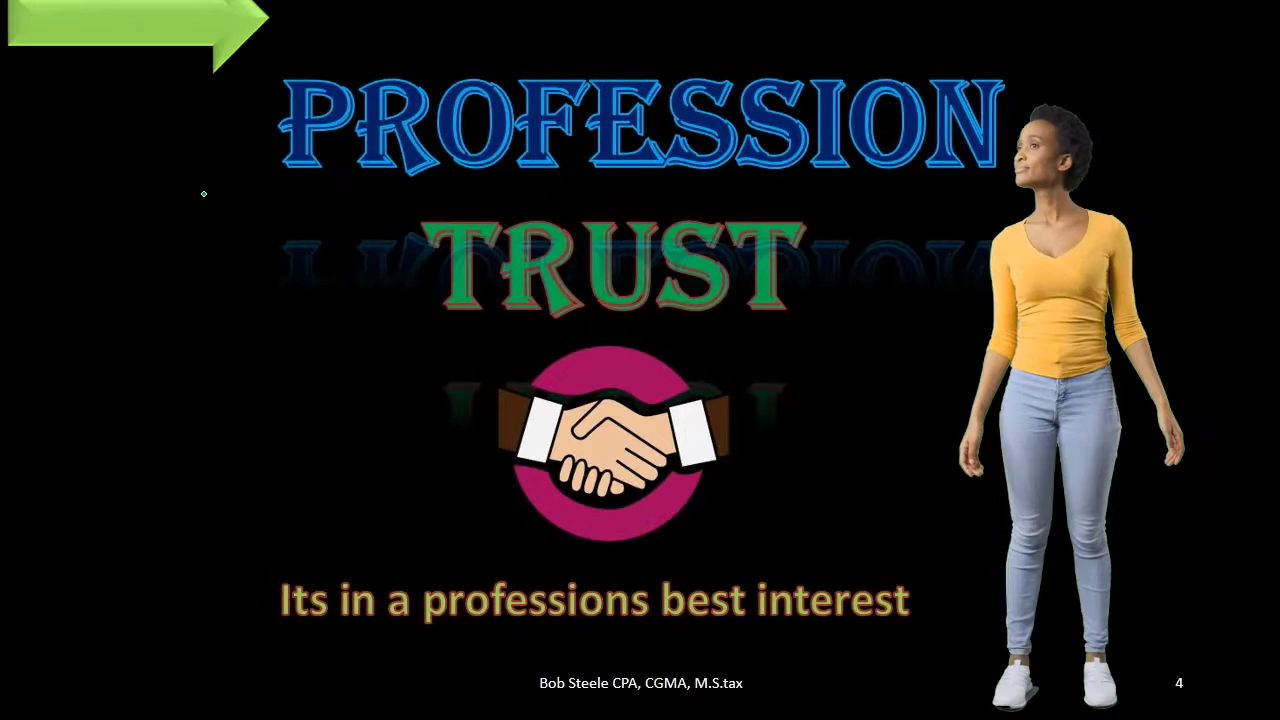 PROFESSION
TRUST
Its in a professions best interest
Bob Steele CPA, CGMA, M.S.tax
4